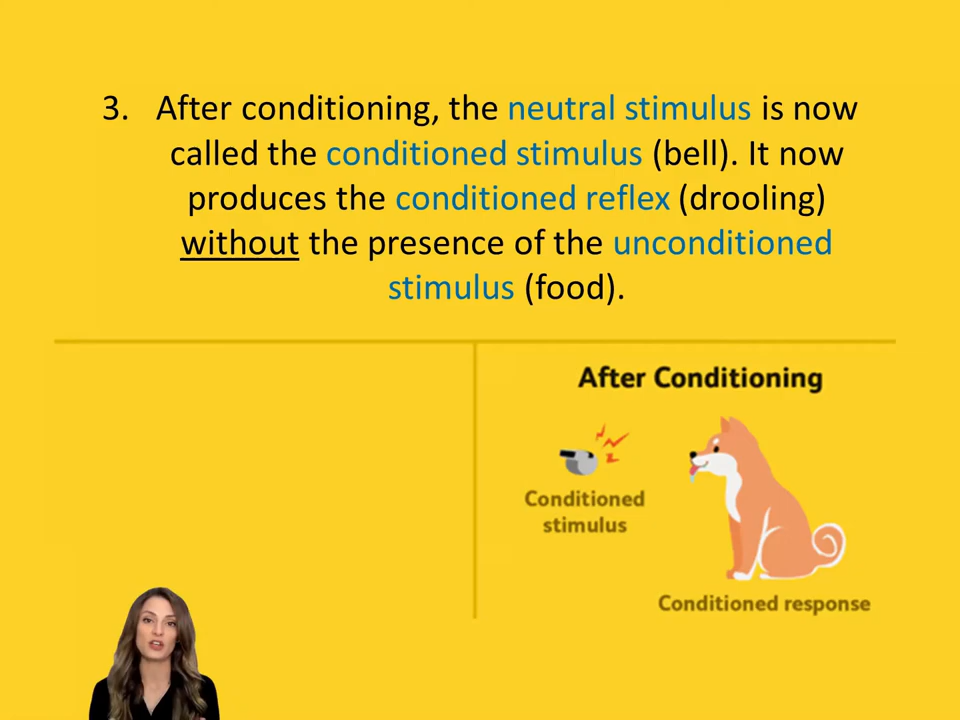 3. After conditioning, the neutral stimulus is now
called the conditioned stimulus (bell). It now
produces the conditioned reflex (drooling)
without the presence of the unconditioned
stimulus (food).
After Conditioning
Conditioned
stimulus
Conditioned response